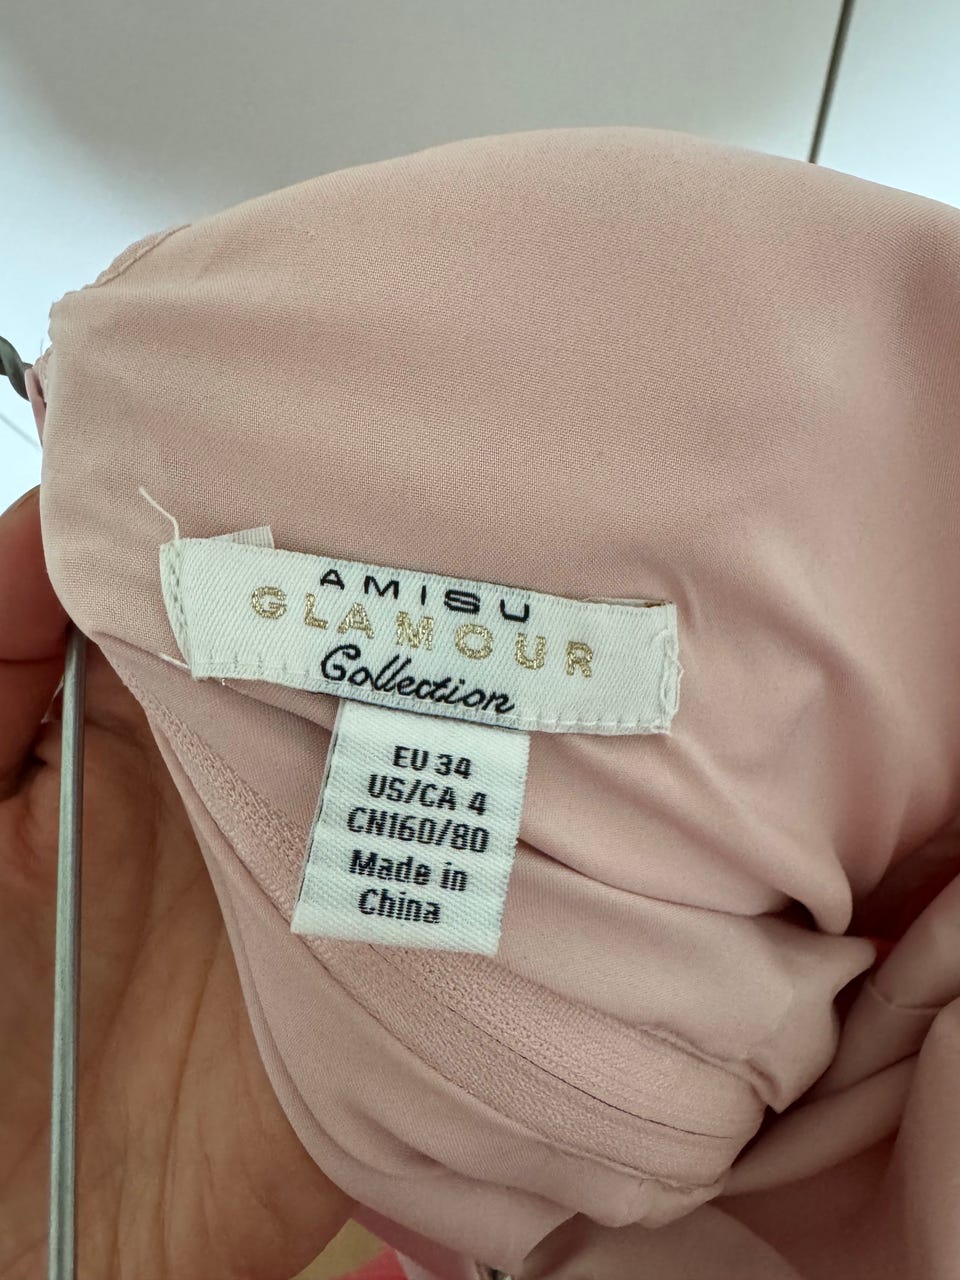 AMISU
GLAMOUR
Collection
EU 34
US/CA 4
CN160/80
Made in
China